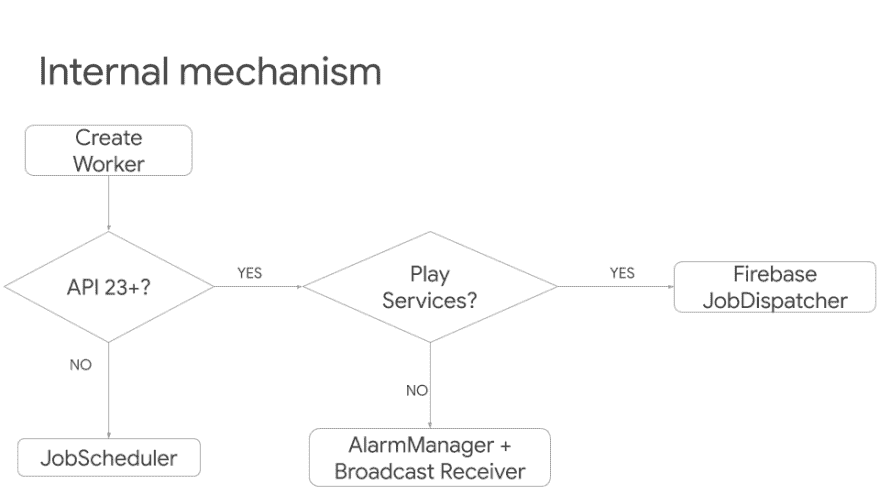 Internal mechanism
Create
Worker
API 23+?
YES
Play
Services?
YES
Firebase
JobDispatcher
NO
NO
JobScheduler
AlarmManager +
Broadcast Receiver